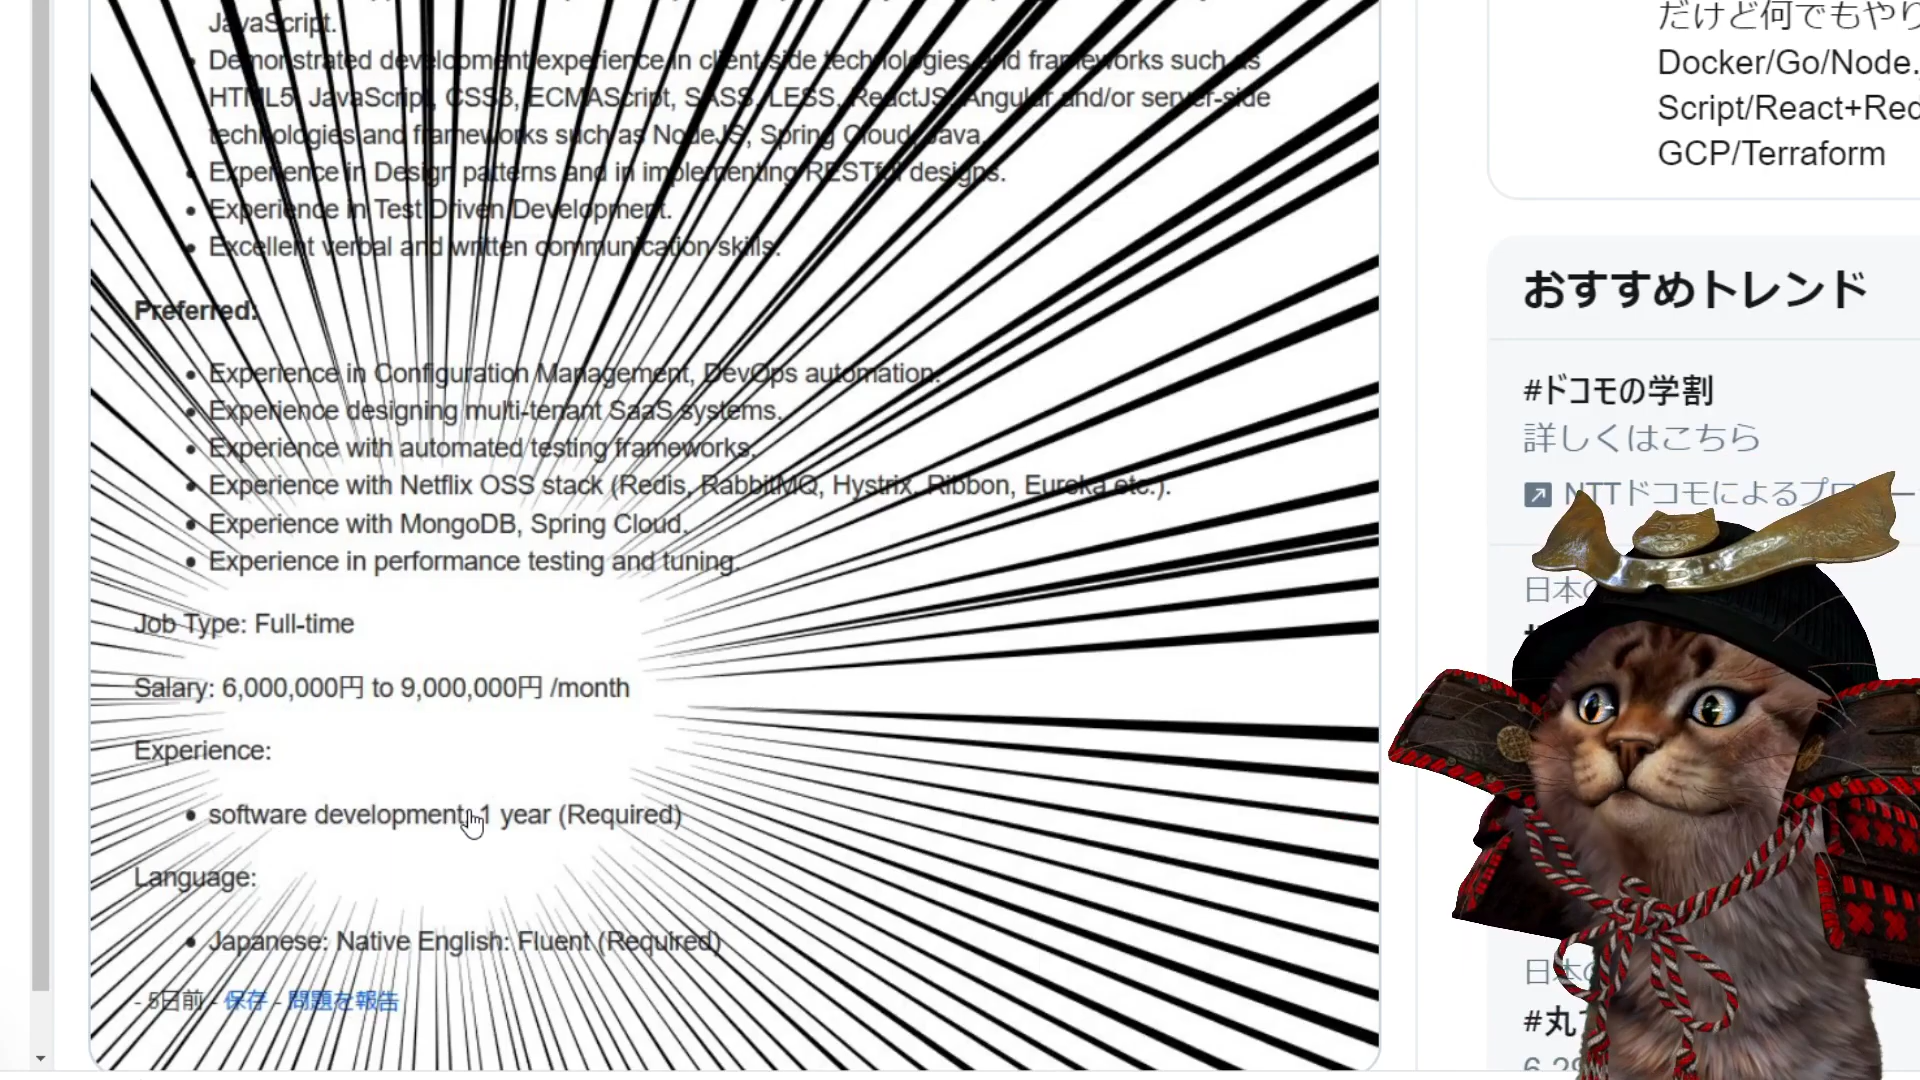 JavaScript.
Demonstrated development experience in client-side technologies and frameworks such as
HTML5, JavaScript, CSS3, ECMAScript, SASS, LESS, ReactJS, Angular and/or server-side
technologies and frameworks such as NodeJS, Spring Cloud, Java.
Experience in Design patterns and in implementing RESTful designs.
Experience in Test Driven Development.
Excellent verbal and written communication skills.
Preferred:
Experience in Configuration Management, DevOps automation.
Experience designing multi-tenant SaaS systems.
Experience with automated testing frameworks.
Experience with Netflix OSS stack (Redis, RabbitMQ, Hystrix, Ribbon, Eureka etc.).
Experience with MongoDB, Spring Cloud.
Experience in performance testing and tuning.
Job Type: Full-time
Salary: 6,000,000円 to 9,000,000円 /month
Experience:
software development: 1 year (Required)
Language:
Japanese: Native English: Fluent (Required)
- 5日前 - 保存 - 問題を報告
だけど何でもやり
Docker/Go/Node.
Script/React+Red
GCP/Terraform
おすすめトレンド
#ドコモの学割
詳しくはこちら
NTTドコモによるプロ
日本の
日本の
#丸